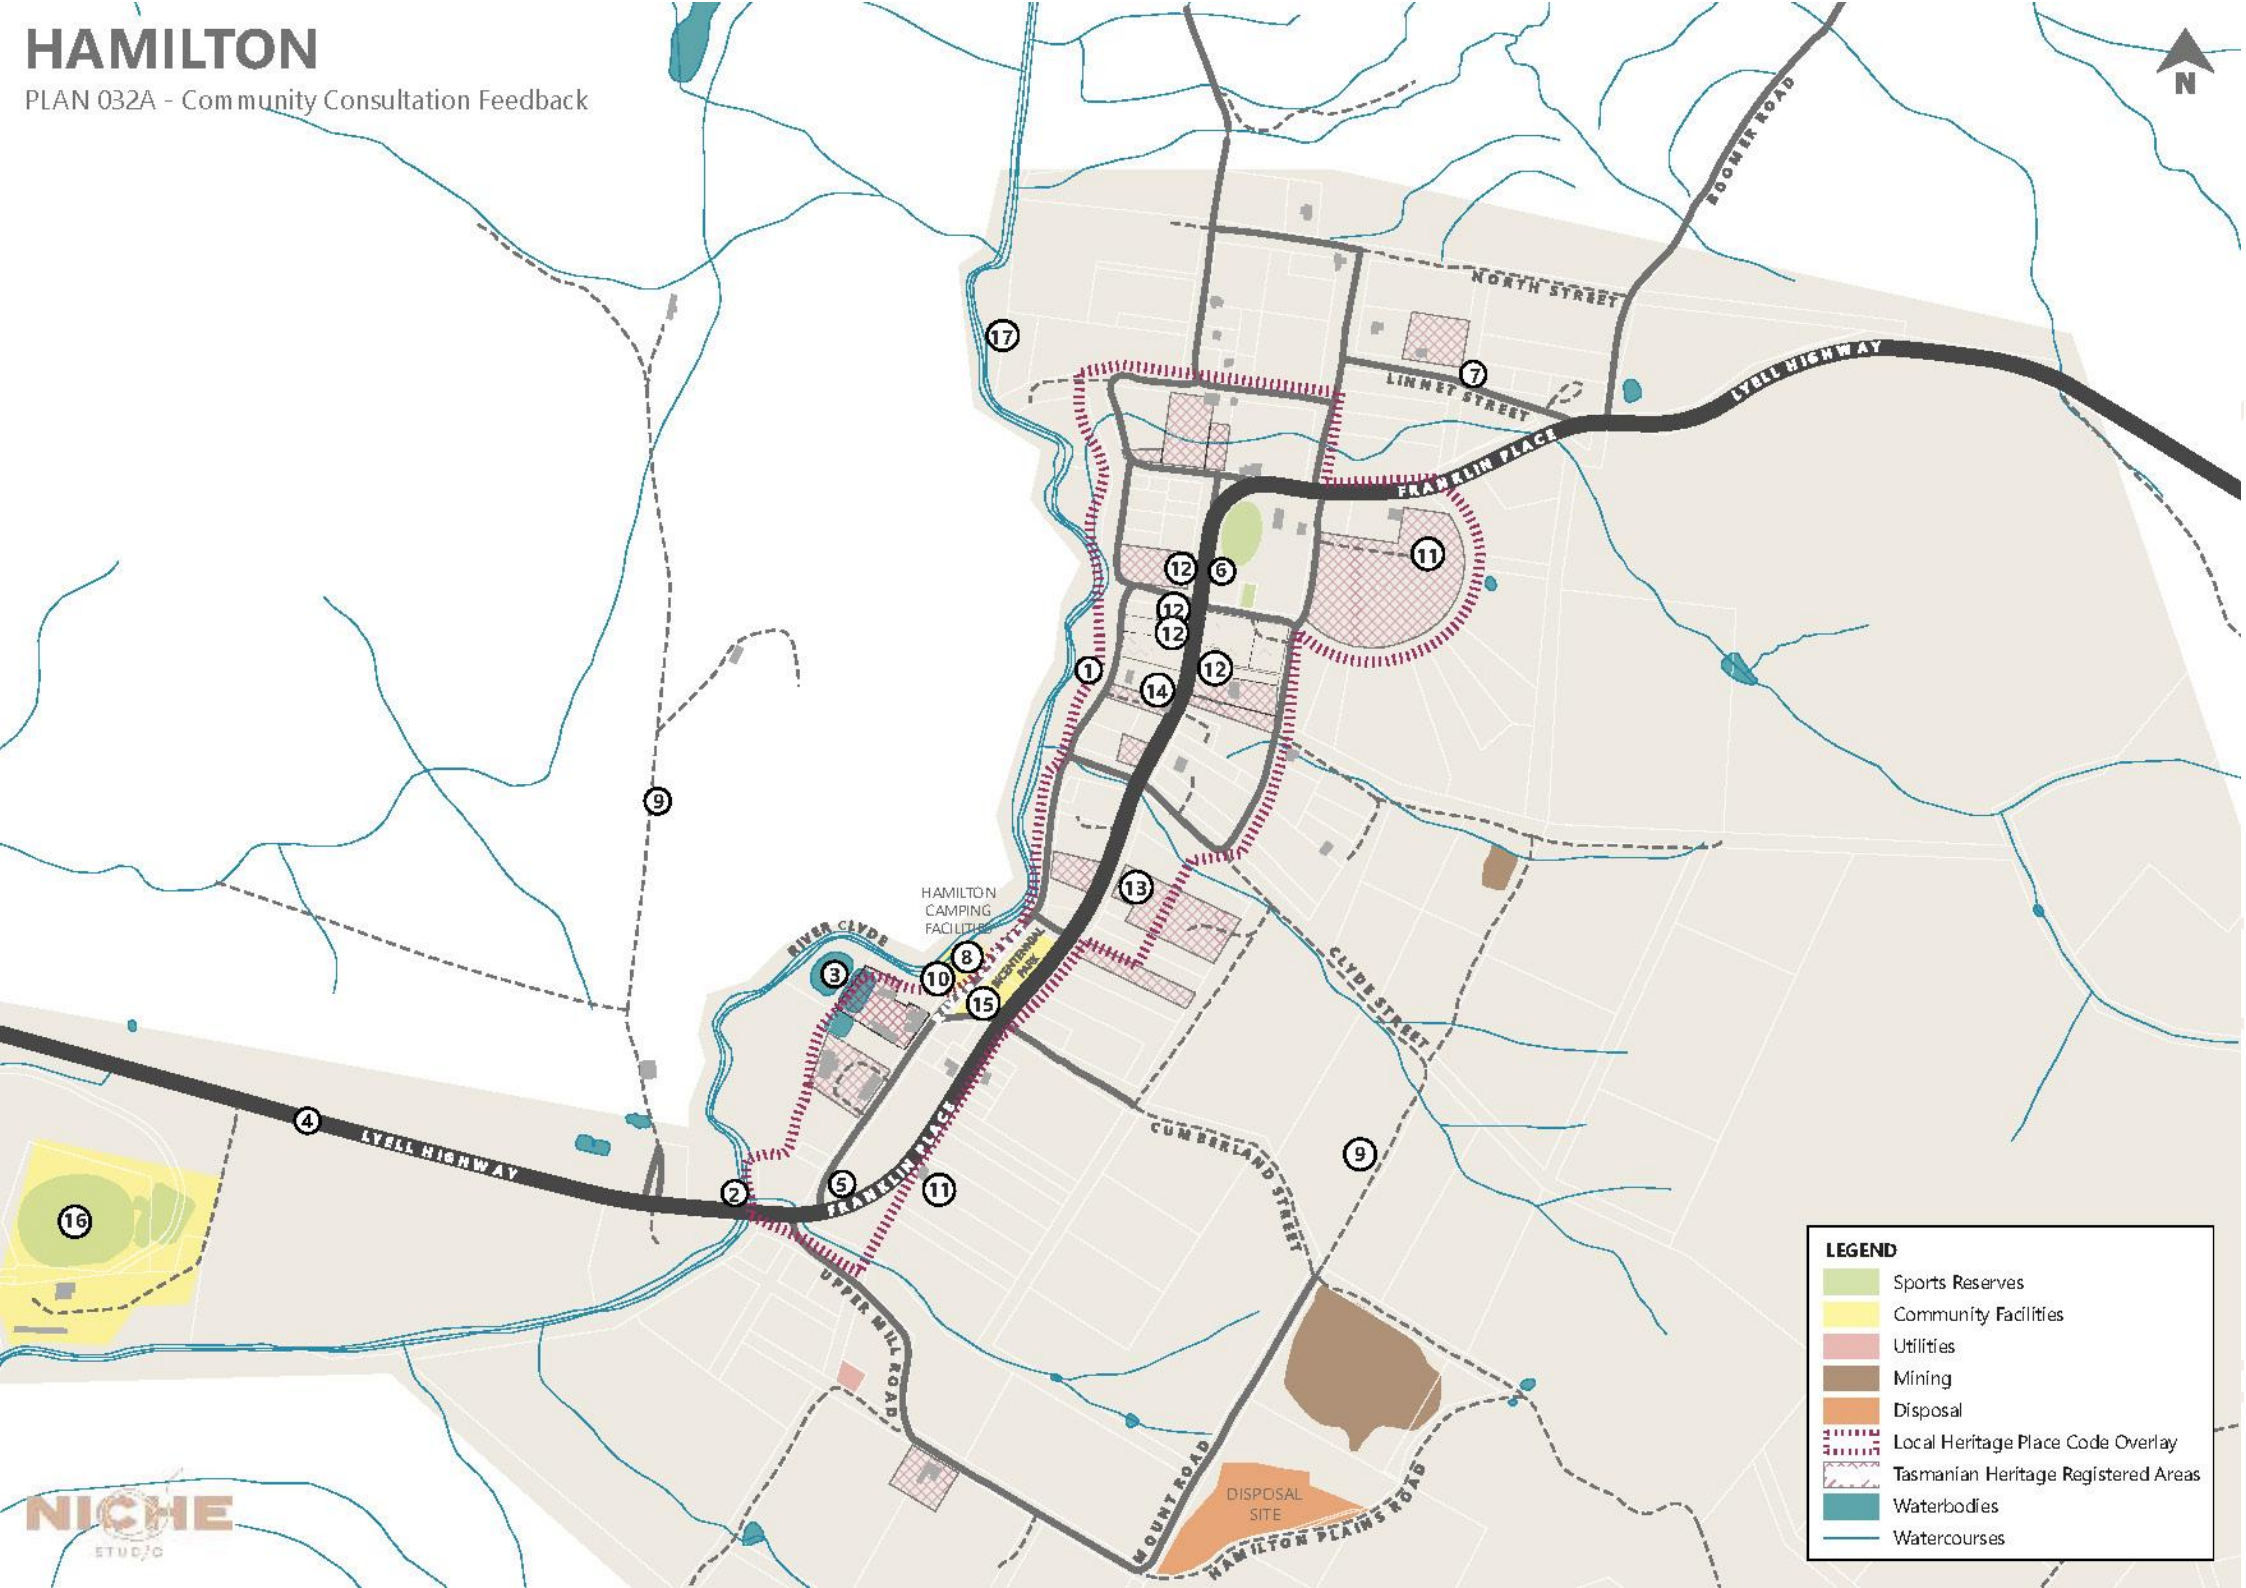 HAMILTON
PLAN 032A - Community Consultation Feedback
N
BOOMER ROAD
NORTH STREET
17
7
LINNET STREET
LYELL HIGHWAY
FRANKLIN PLACE
11
12
6
12
12
1
12
14
9
13
HAMILTON
CAMPING
FACILITIES
RIVER CLYDE
8
BICENTENNIAL
PARK
3
10
15
CLYDE STREET
4
LYELL HIGHWAY
CUMBERLAND STREET
9
16
2
5
FRANKLIN PLACE
11
UPPER MILL ROAD
MOUNT ROAD
DISPOSAL
SITE
HAMILTON PLAINS ROAD
NICHE
STUDIO
LEGEND
Sports Reserves
Community Facilities
Utilities
Mining
Disposal
Local Heritage Place Code Overlay
Tasmanian Heritage Registered Areas
Waterbodies
Watercourses